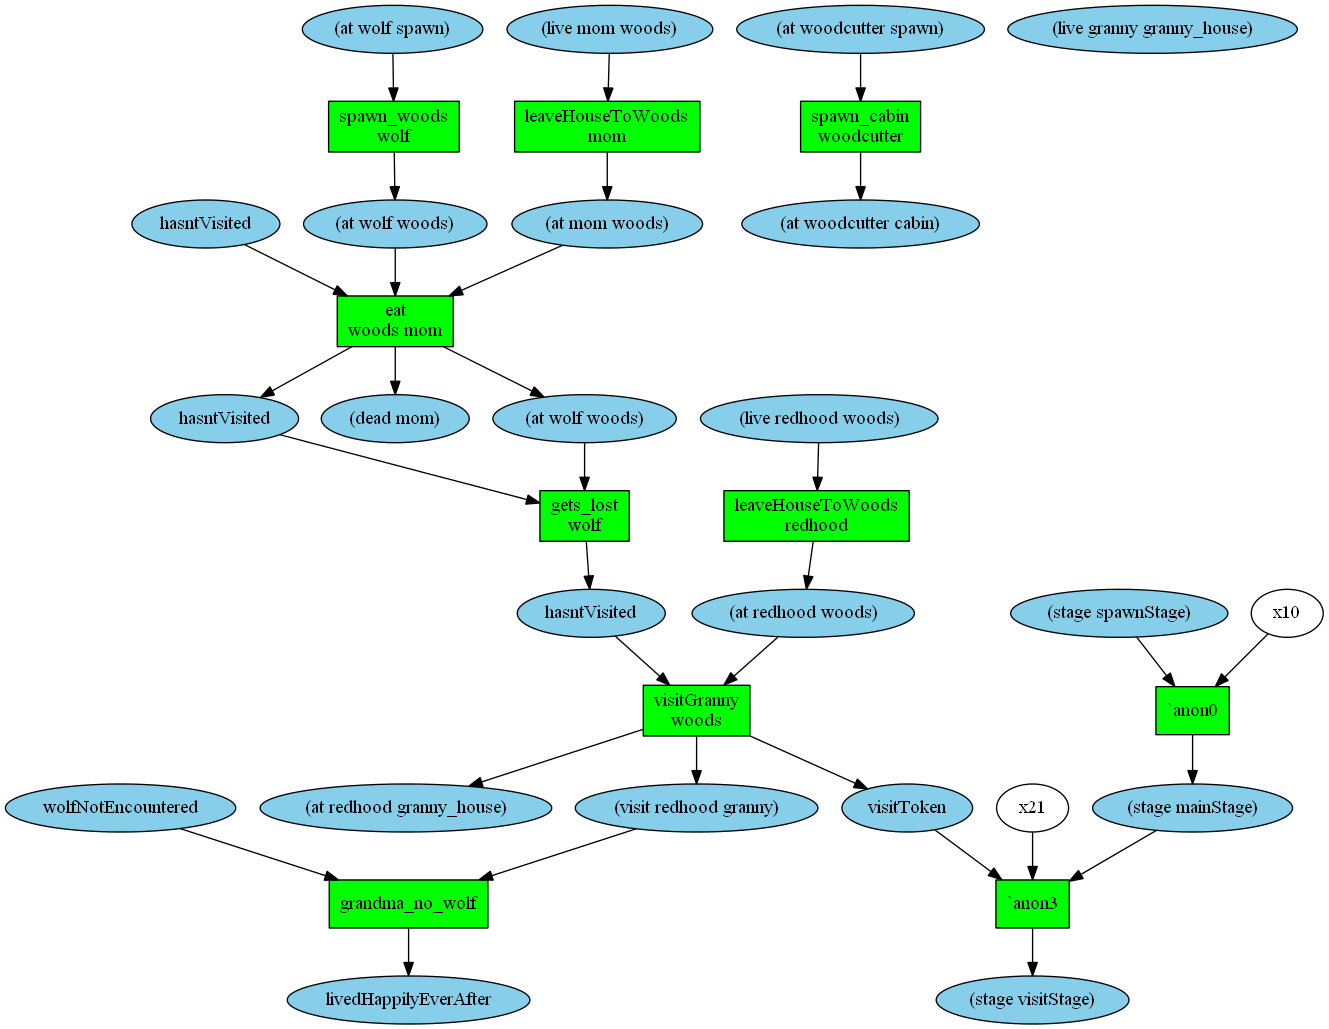 (at wolf spawn)
(live mom woods)
(at woodcutter spawn)
(live granny granny_house)
spawn_woods
wolf
leaveHouseToWoods
mom
spawn_cabin
woodcutter
hasntVisited
(at wolf woods)
(at mom woods)
(at woodcutter cabin)
eat
woods mom
hasntVisited
(dead mom)
(at wolf woods)
(live redhood woods)
gets_lost
wolf
leaveHouseToWoods
redhood
hasntVisited
(at redhood woods)
(stage spawnStage)
x10
visitGranny
woods
`anon0
wolfNotEncountered
(at redhood granny_house)
(visit redhood granny)
visitToken
x21
(stage mainStage)
grandma_no_wolf
`anon3
livedHappilyEverAfter
(stage visitStage)